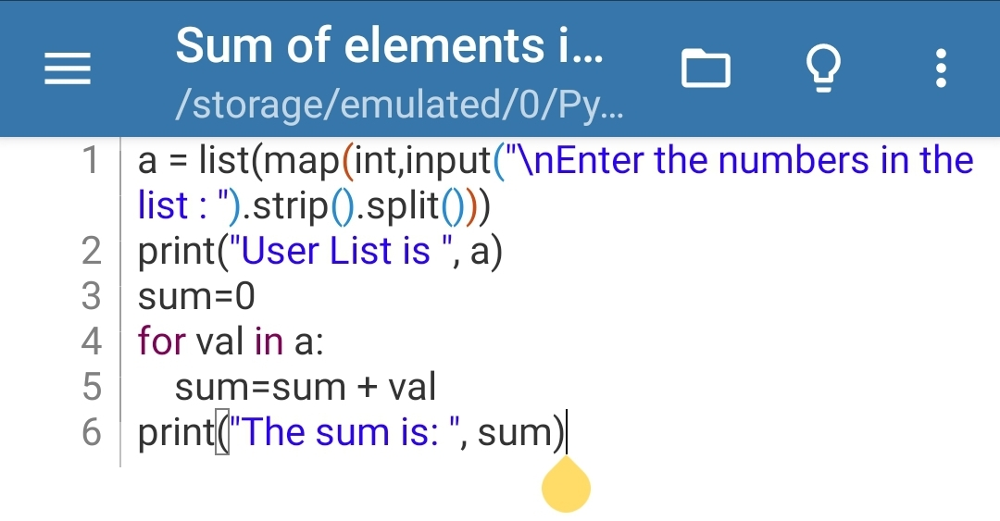 Sum of elements i...
/storage/emulated/0/Py...
1 a = list(map(int,input("\nEnter the numbers in the
list : ").strip().split()))
2 print("User List is ", a)
3 sum=0
4 for val in a:
5     sum=sum + val
6 print("The sum is: ", sum)